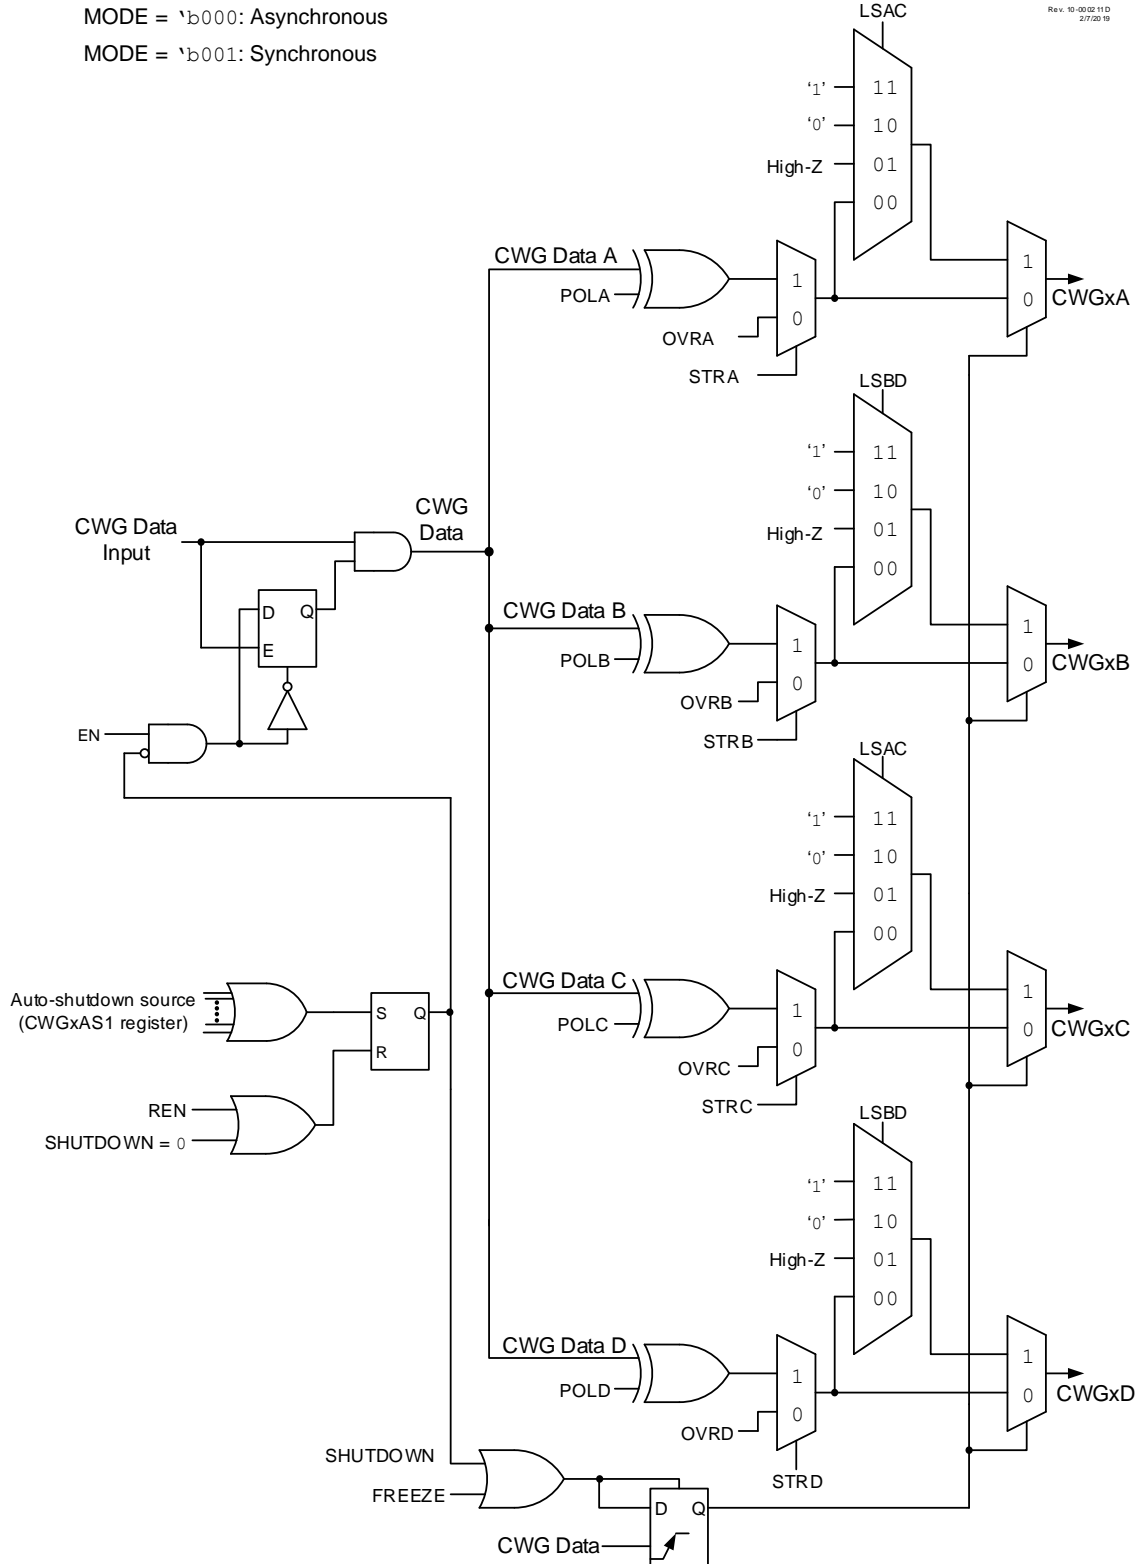 MODE = 'b000: Asynchronous
MODE = 'b001: Synchronous
Rev. 10-000211D
2/7/2019
LSAC
'1'
11
'0'
10
High-Z
01
00
CWG Data A
POLA
1
0
OVRA
STRA
1
0
CWGxA
LSBD
'1'
11
'0'
10
High-Z
01
00
CWG Data
Input
CWG
Data
D
Q
E
EN
CWG Data B
POLB
1
0
OVRB
STRB
1
0
CWGxB
LSAC
'1'
11
'0'
10
High-Z
01
00
Auto-shutdown source
(CWGxAS1 register)
S
Q
R
REN
SHUTDOWN = 0
CWG Data C
POLC
1
0
OVRC
STRC
1
0
CWGxC
LSBD
'1'
11
'0'
10
High-Z
01
00
CWG Data D
POLD
1
0
OVRD
STRD
1
0
CWGxD
SHUTDOWN
FREEZE
D
Q
CWG Data